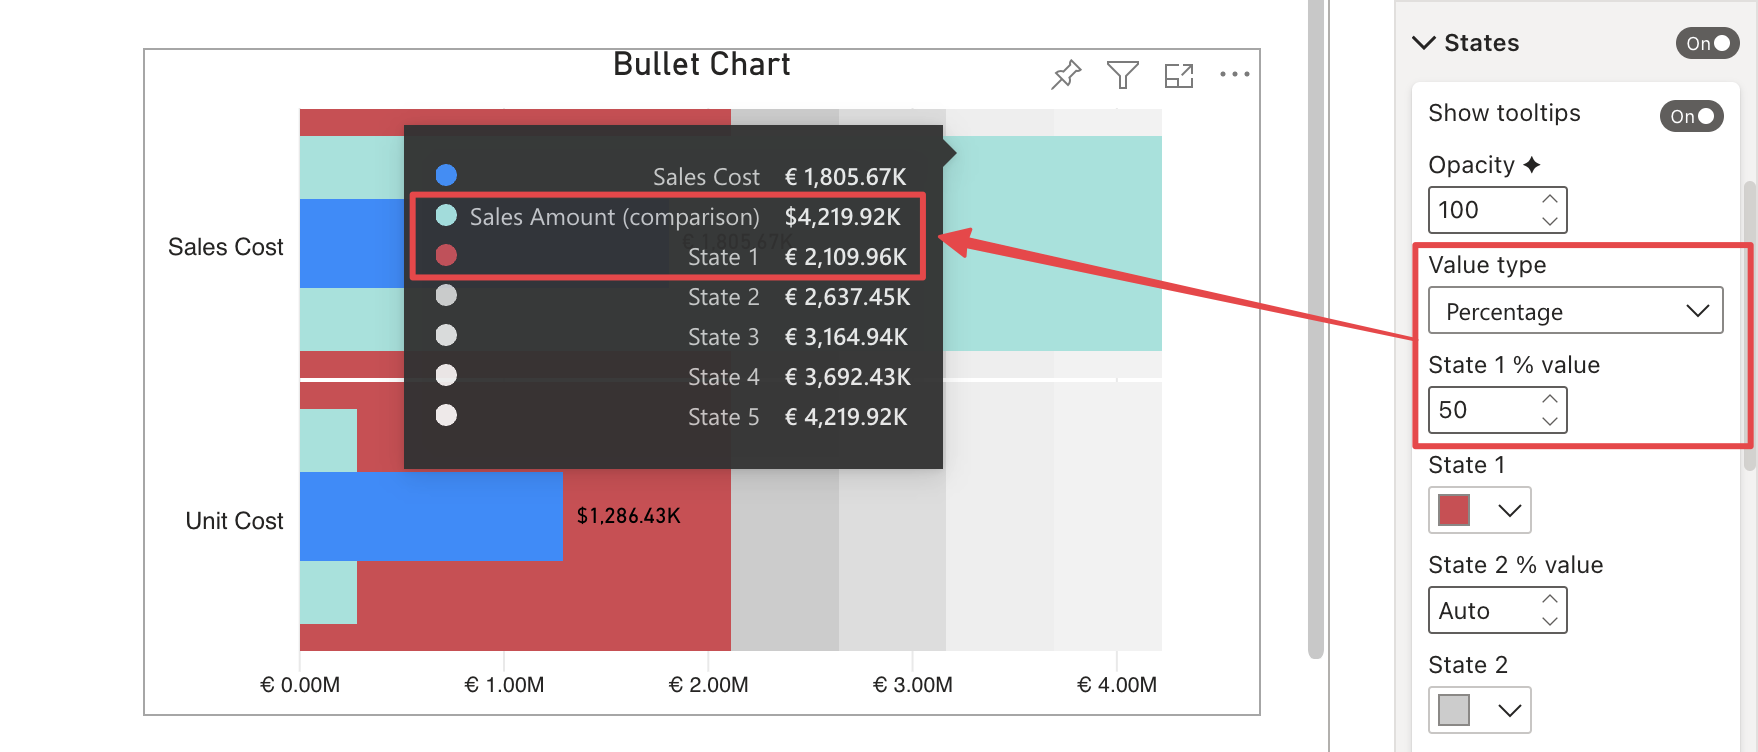 Bullet Chart
Sales Cost
Sales Cost € 1,805.67K
Sales Amount (comparison) $4,219.92K
€ 1,805.67K
State 1 € 2,109.96K
State 2 € 2,637.45K
State 3 € 3,164.94K
State 4 € 3,692.43K
State 5 € 4,219.92K
Unit Cost
$1,286.43K
€ 0.00M € 1.00M € 2.00M € 3.00M € 4.00M
States On
Show tooltips On
Opacity
100
Value type
Percentage
State 1 % value
50
State 1
State 2 % value
Auto
State 2